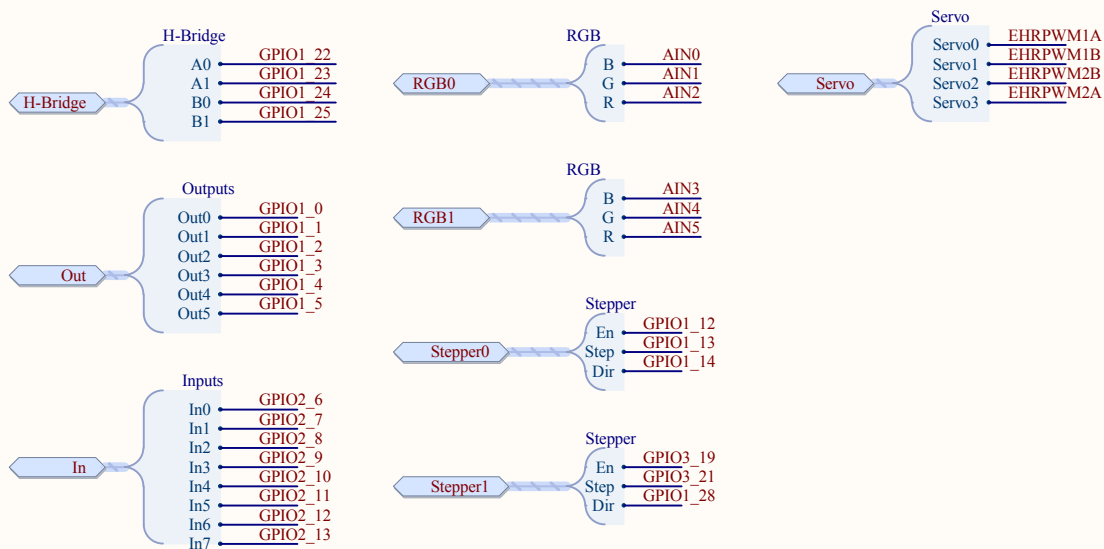 H-Bridge
H-Bridge
A0 GPIO1_22
A1 GPIO1_23
B0 GPIO1_24
B1 GPIO1_25
Outputs
Out
Out0 GPIO1_0
Out1 GPIO1_1
Out2 GPIO1_2
Out3 GPIO1_3
Out4 GPIO1_4
Out5 GPIO1_5
Inputs
In
In0 GPIO2_6
In1 GPIO2_7
In2 GPIO2_8
In3 GPIO2_9
In4 GPIO2_10
In5 GPIO2_11
In6 GPIO2_12
In7 GPIO2_13
RGB
RGB0
B AIN0
G AIN1
R AIN2
RGB
RGB1
B AIN3
G AIN4
R AIN5
Stepper
Stepper0
En GPIO1_12
Step GPIO1_13
Dir GPIO1_14
Stepper
Stepper1
En GPIO3_19
Step GPIO3_21
Dir GPIO1_28
Servo
Servo
Servo0 EHRPWM1A
Servo1 EHRPWM1B
Servo2 EHRPWM2B
Servo3 EHRPWM2A